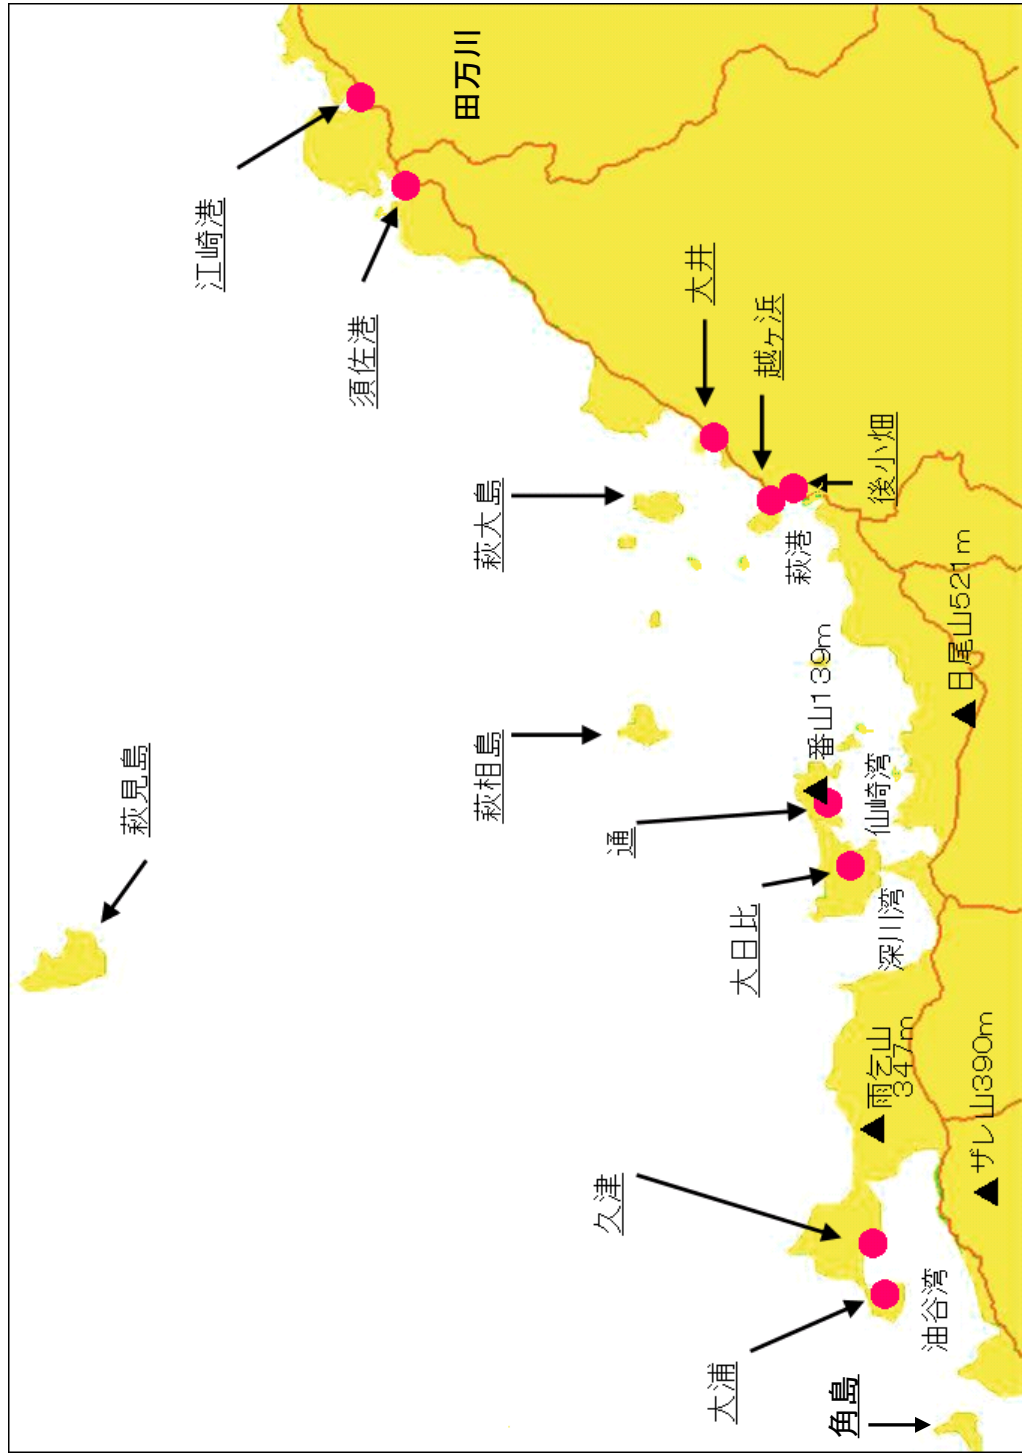 萩見島
江崎港
田万川
須佐港
萩相島
萩大島
大井
越ヶ浜
後小畑
萩港
久津
通
大日比
番山139m
仙崎湾
日尾山521m
大浦
深川湾
雨乞山
347m
角島
油谷湾
ザレ山390m